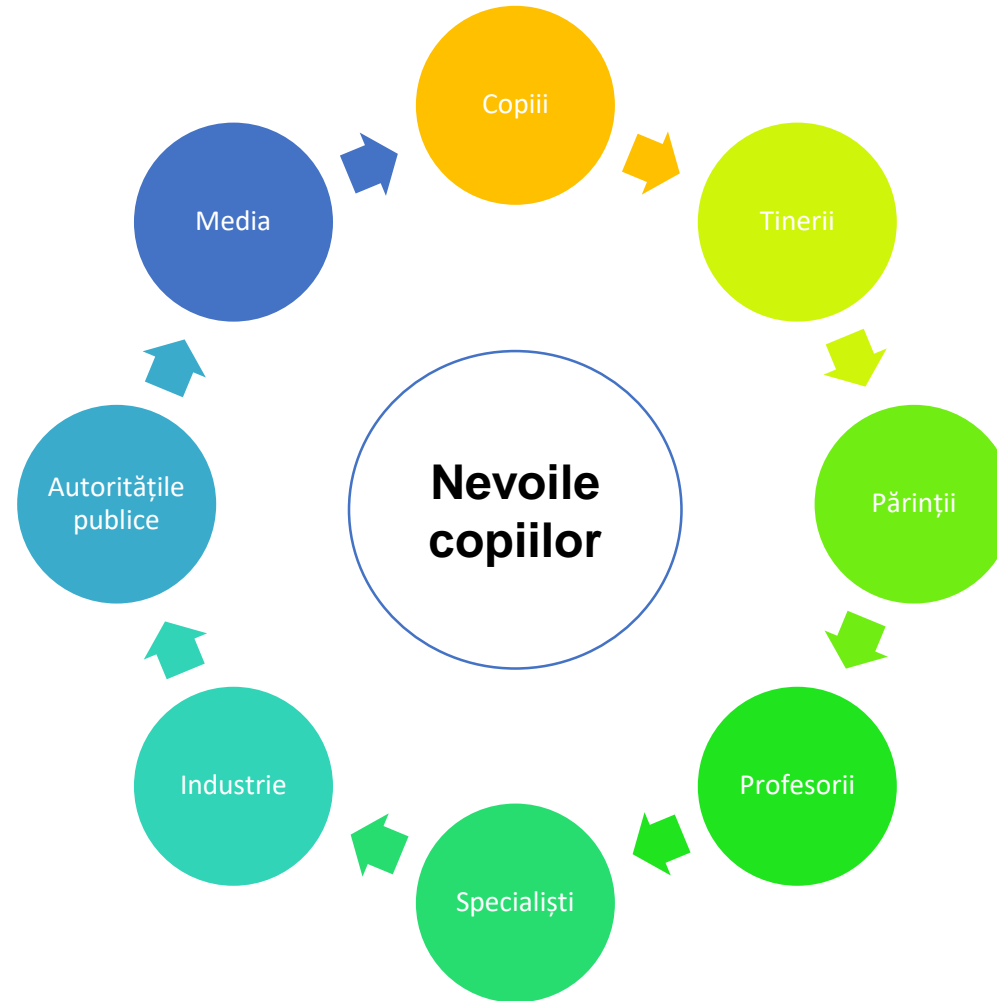 Copiii
Tinerii
Părinții
Profesorii
Specialiști
Industrie
Autoritățile
publice
Media
Nevoile
copiilor